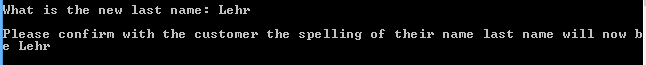 What is the new last name: Lehr
Please confirm with the customer the spelling of their name last name will now b
e Lehr